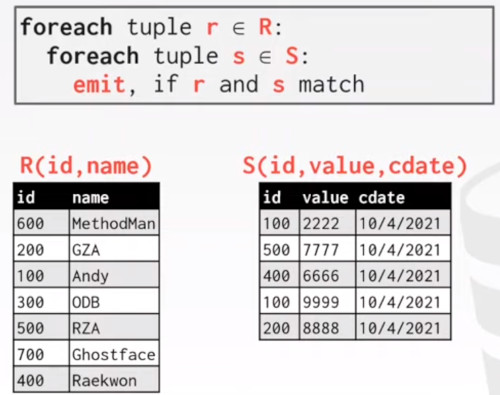 foreach tuple r ∈ R:
foreach tuple s ∈ S:
emit, if r and s match
R(id,name)
id name
600 MethodMan
200 GZA
100 Andy
300 ODB
500 RZA
700 Ghostface
400 Raekwon
S(id,value,cdate)
id value cdate
100 2222 10/4/2021
500 7777 10/4/2021
400 6666 10/4/2021
100 9999 10/4/2021
200 8888 10/4/2021